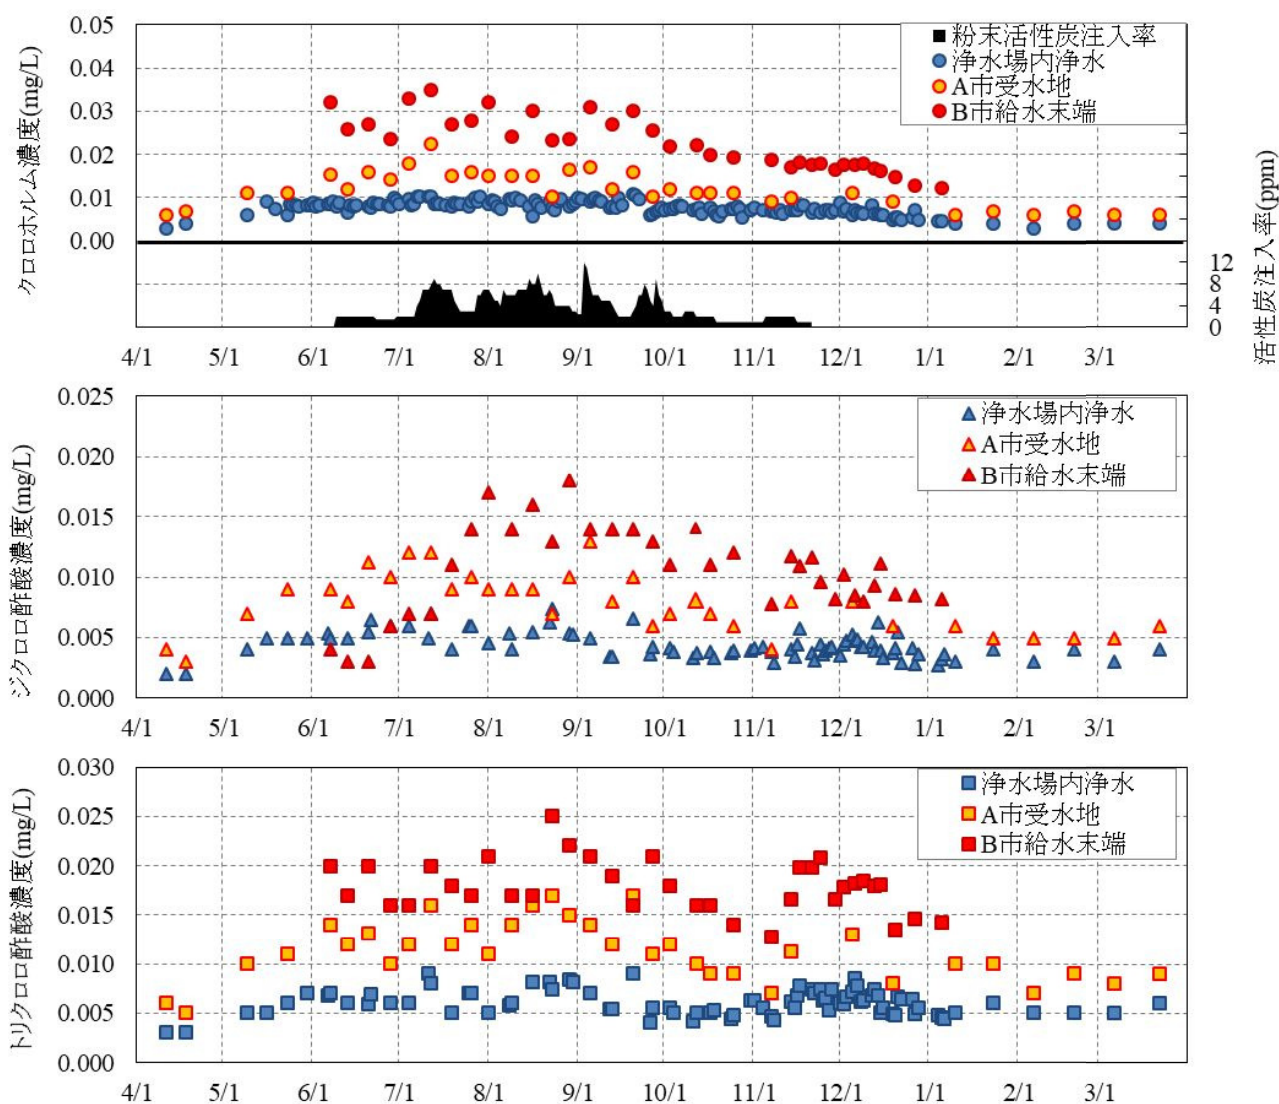 クロロホルム濃度(mg/L)
0.05
0.04
0.03
0.02
0.01
0.00
粉末活性炭注入率
浄水場内浄水
A市受水地
B市給水末端
活性炭注入率(ppm)
12
8
4
0
4/1 5/1 6/1 7/1 8/1 9/1 10/1 11/1 12/1 1/1 2/1 3/1
ジクロロ酢酸濃度(mg/L)
0.025
0.020
0.015
0.010
0.005
0.000
浄水場内浄水
A市受水地
B市給水末端
4/1 5/1 6/1 7/1 8/1 9/1 10/1 11/1 12/1 1/1 2/1 3/1
トリクロロ酢酸濃度(mg/L)
0.030
0.025
0.020
0.015
0.010
0.005
0.000
浄水場内浄水
A市受水地
B市給水末端
4/1 5/1 6/1 7/1 8/1 9/1 10/1 11/1 12/1 1/1 2/1 3/1